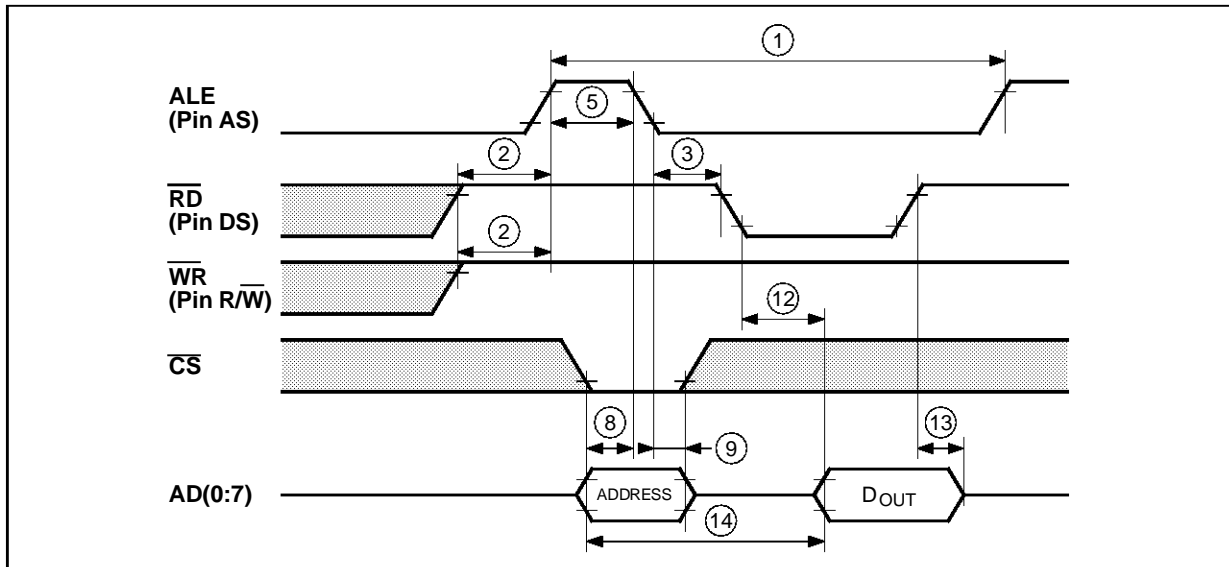 ①
ALE
(Pin AS)
⑤
②
③
RD
(Pin DS)
②
WR
(Pin R/W)
⑫
CS
⑧
⑨
⑬
AD(0:7)
ADDRESS
DOUT
⑭